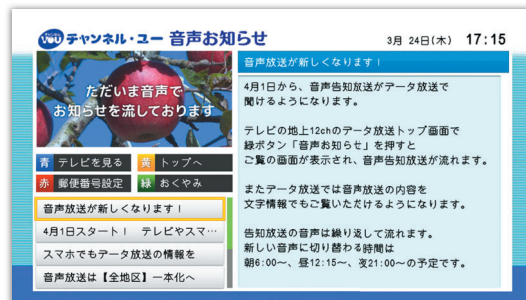 YOU チャンネル・ユー 音声お知らせ
3月 24日(木) 17:15
ただいま音声で
お知らせを流しております
青 テレビを見る 黄 トップへ
赤 郵便番号設定 緑 おくやみ
音声放送が新しくなります！
4月1日スタート！ テレビやスマ…
スマホでもデータ放送の情報を
音声放送は【全地区】一本化へ
音声放送が新しくなります！
4月1日から、音声告知放送がデータ放送で
聞けるようになります。
テレビの地上12chのデータ放送トップ画面で
緑ボタン「音声お知らせ」を押すと
ご覧の画面が表示され、音声告知放送が流れます。
またデータ放送では音声放送の内容を
文字情報でもご覧いただけるようになります。
告知放送の音声は繰り返して流れます。
新しい音声に切り替わる時間は
朝6:00～、昼12:15～、夜21:00～の予定です。